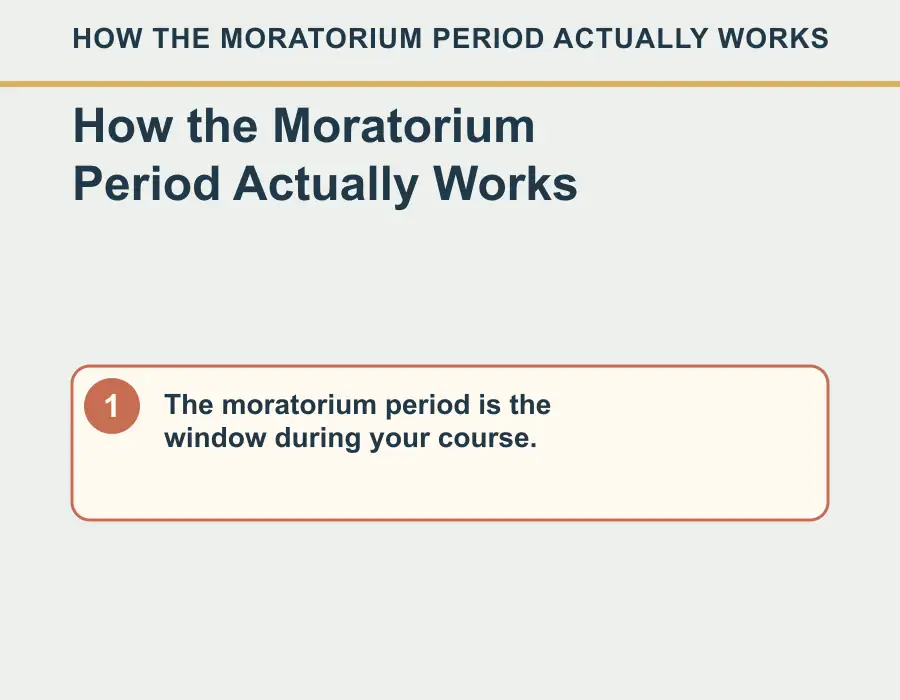 HOW THE MORATORIUM PERIOD ACTUALLY WORKS
How the Moratorium
Period Actually Works
1
The moratorium period is the
window during your course.